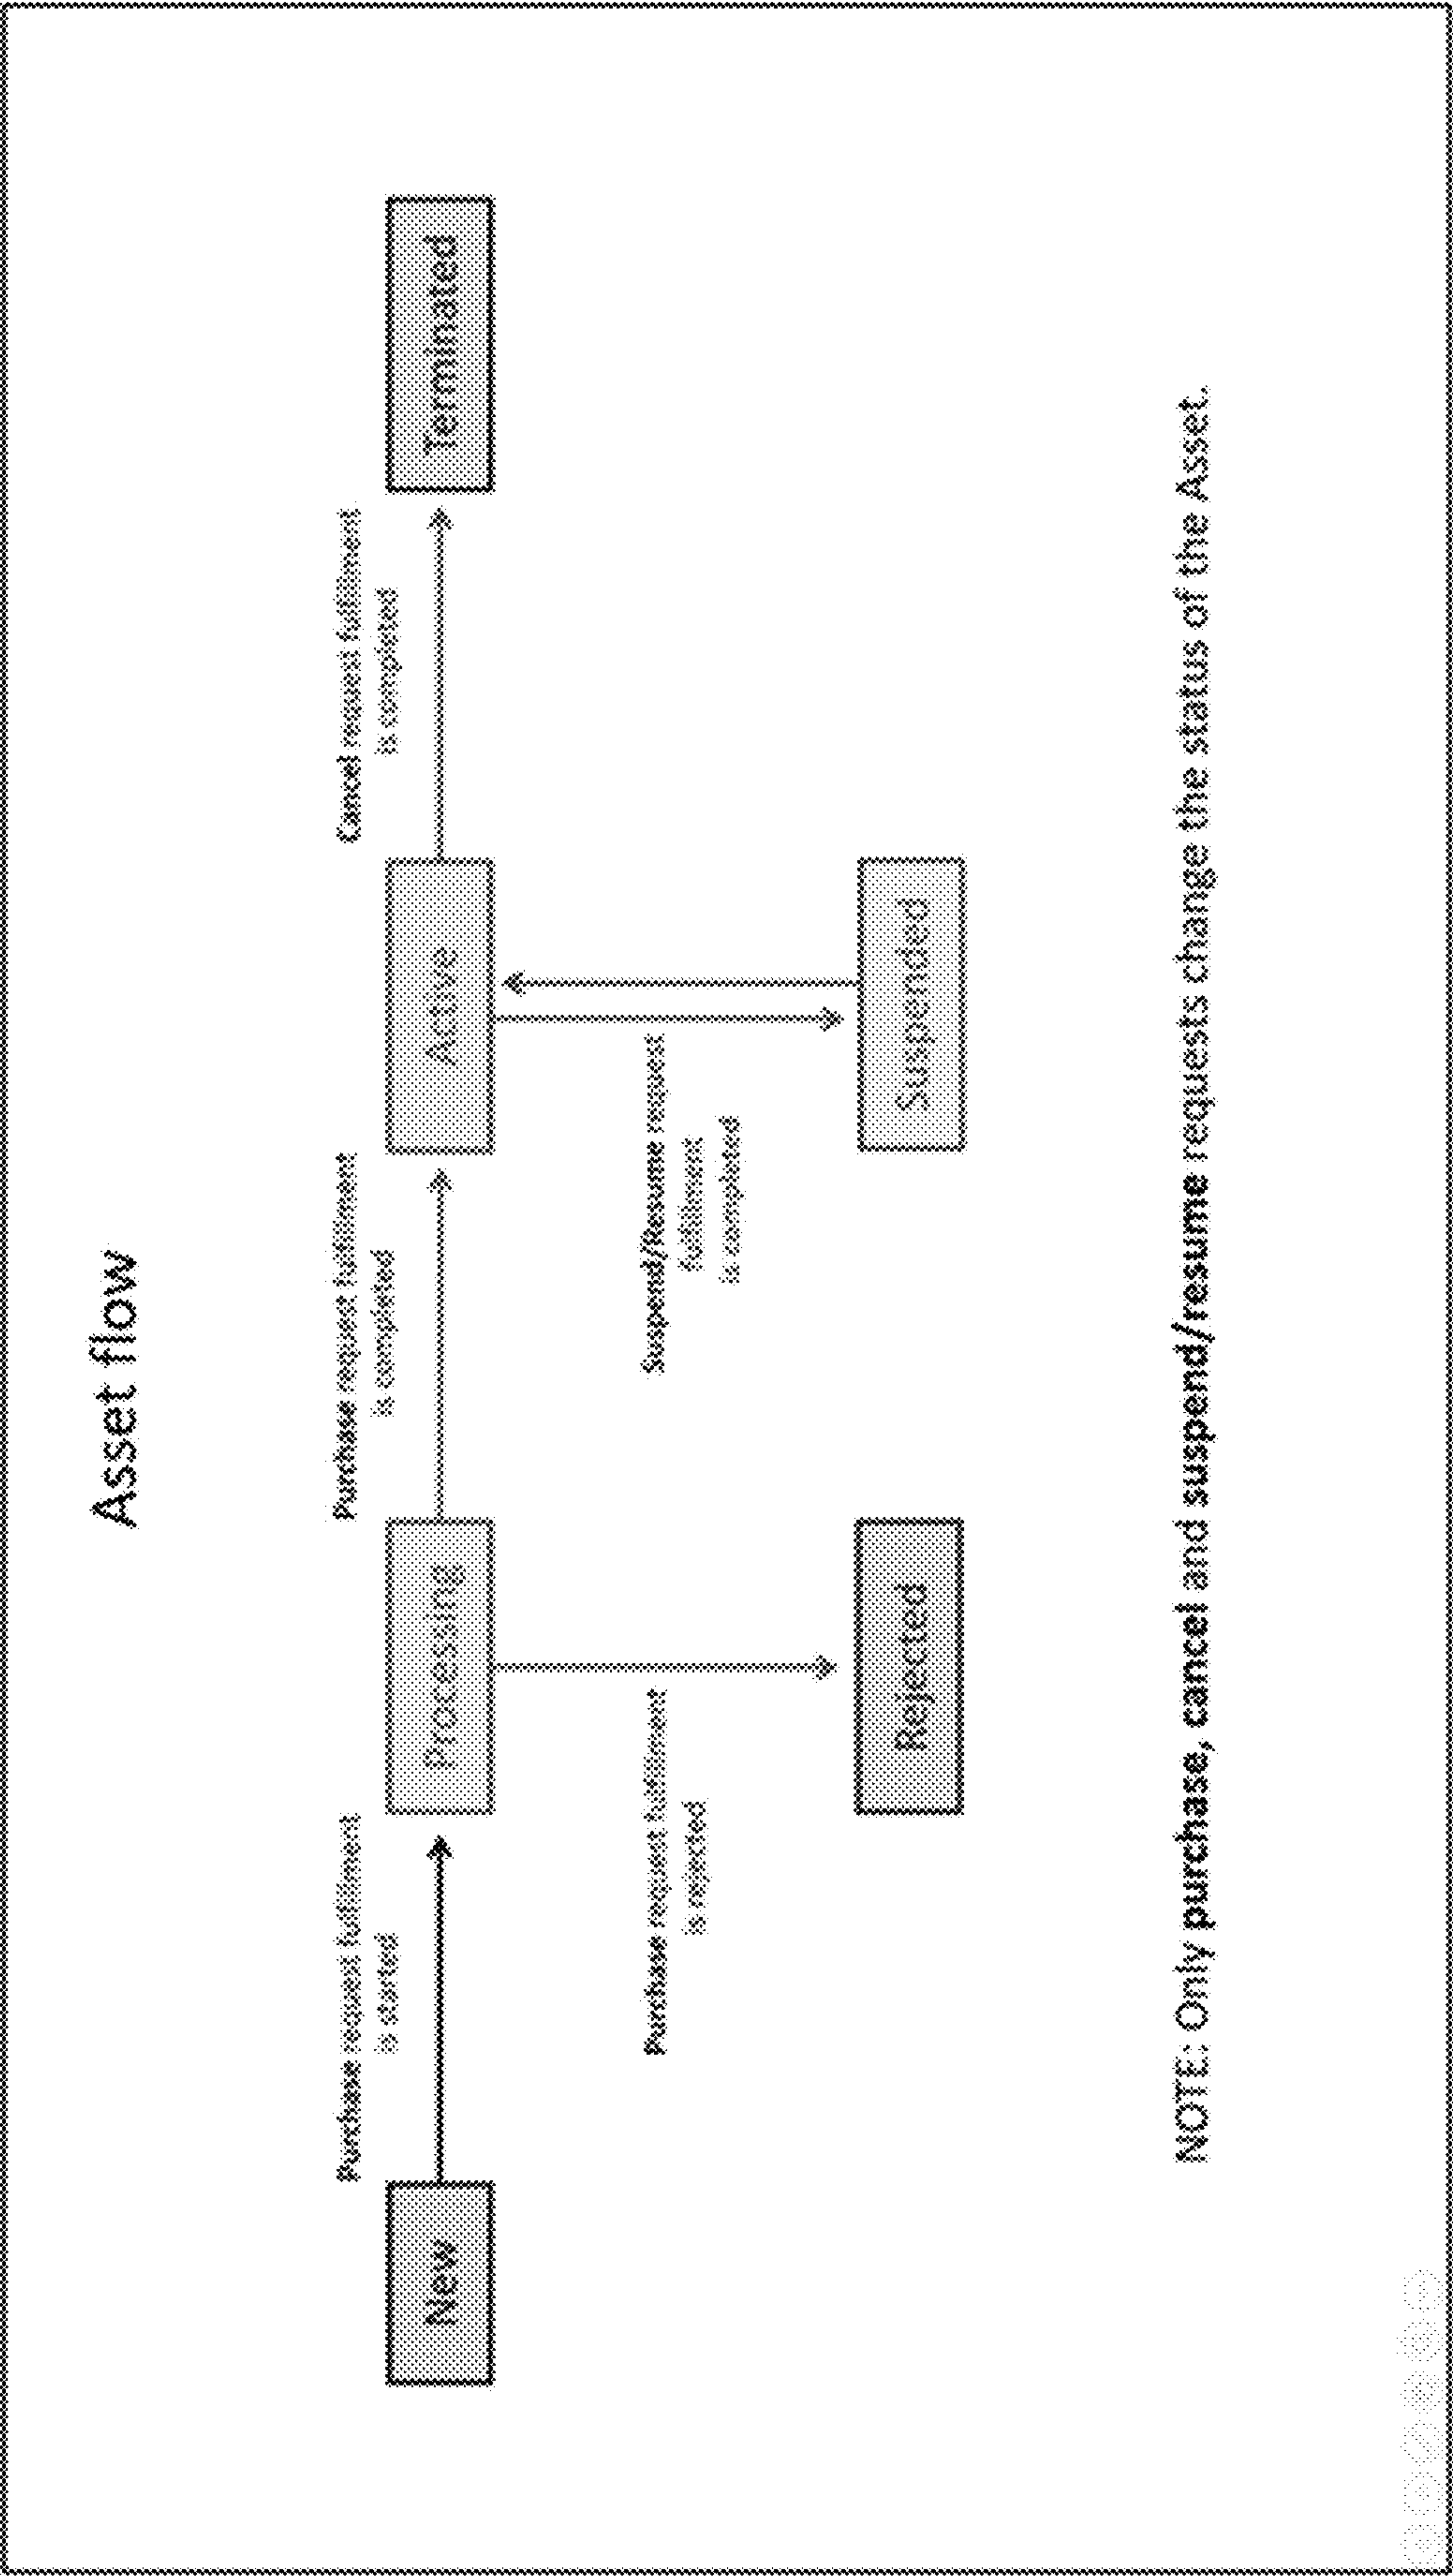 Asset flow
Purchase request fulfillment
is started
Purchase request fulfillment
is completed
Cancel request fulfillment
is completed
New
Processing
Active
Terminated
Purchase request fulfillment
is rejected
Suspend/Resume request
fulfillment
is completed
Rejected
Suspended
NOTE: Only purchase, cancel and suspend/resume requests change the status of the Asset.